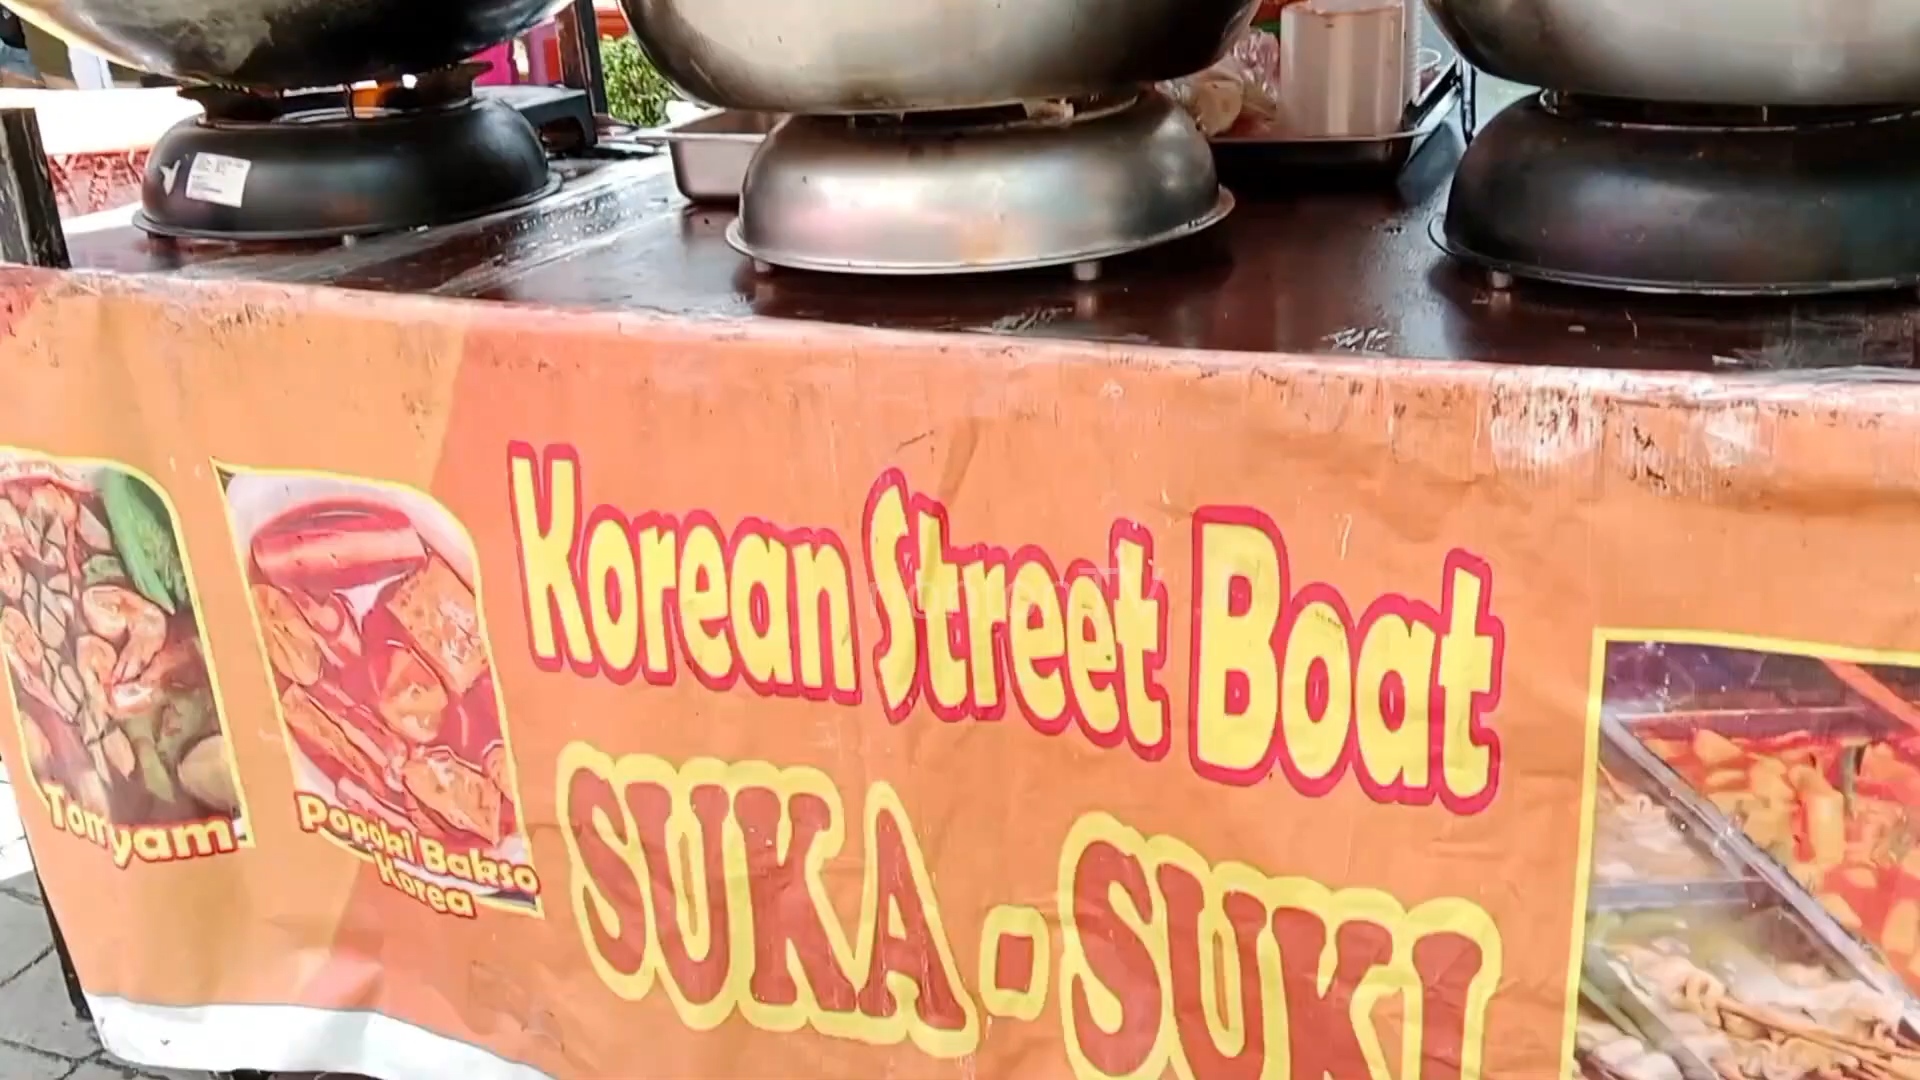 Korean Street Boat
SUKA-SUKI
Tomyam
Popoki Bakso
Korea